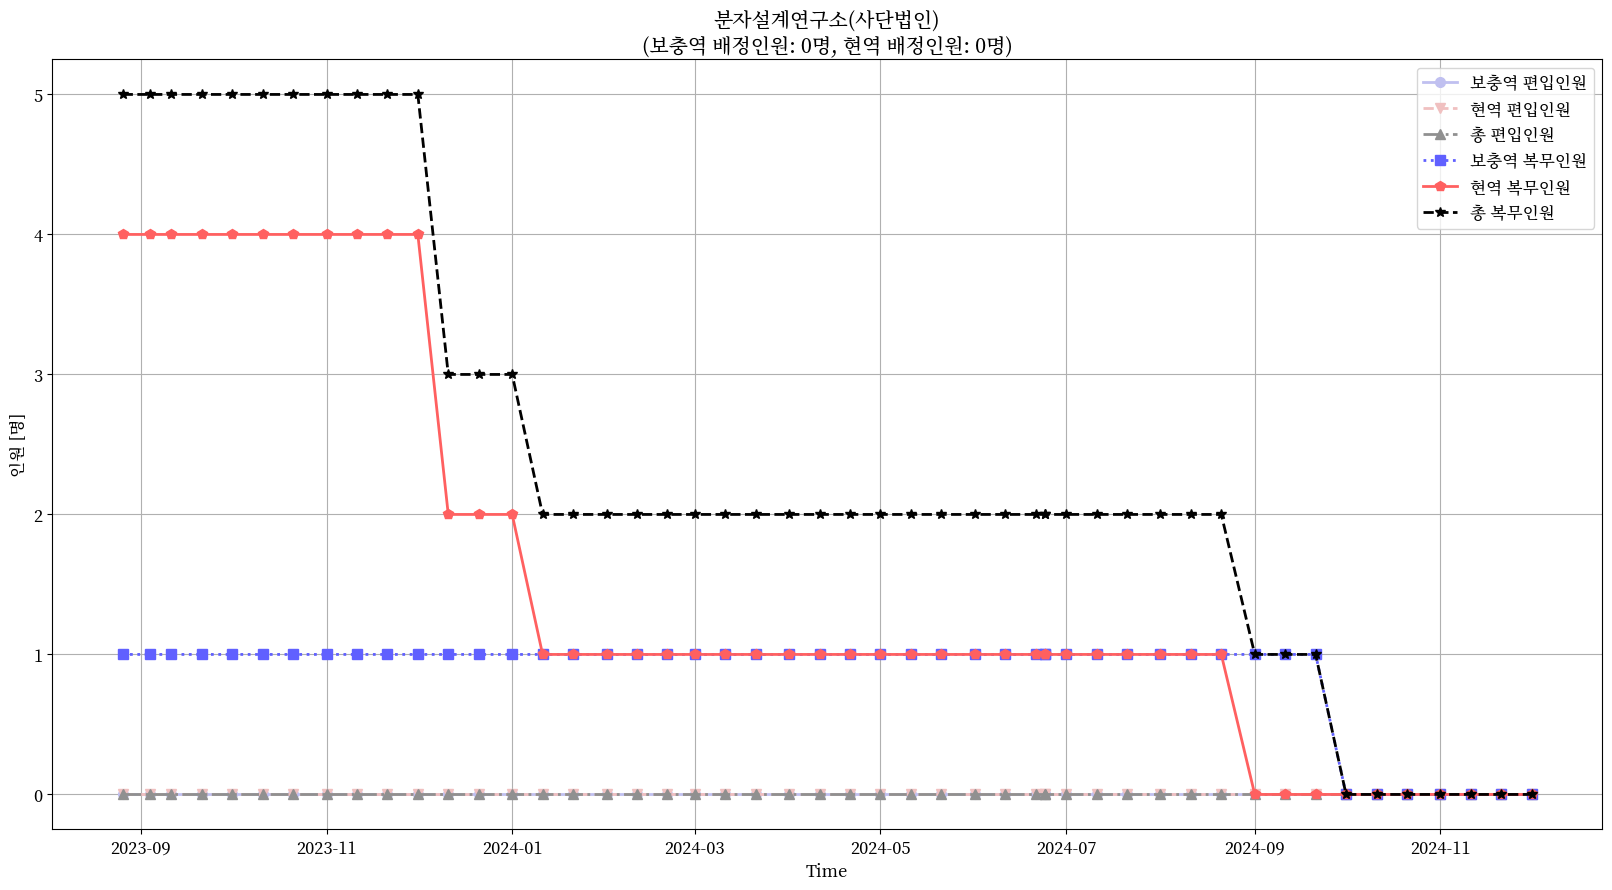 분자설계연구소(사단법인)
(보충역 배정인원: 0명, 현역 배정인원: 0명)
보충역 편입인원
현역 편입인원
총 편입인원
보충역 복무인원
현역 복무인원
총 복무인원
인원 [명]
5
4
3
2
1
0
2023-09
2023-11
2024-01
2024-03
2024-05
2024-07
2024-09
2024-11
Time